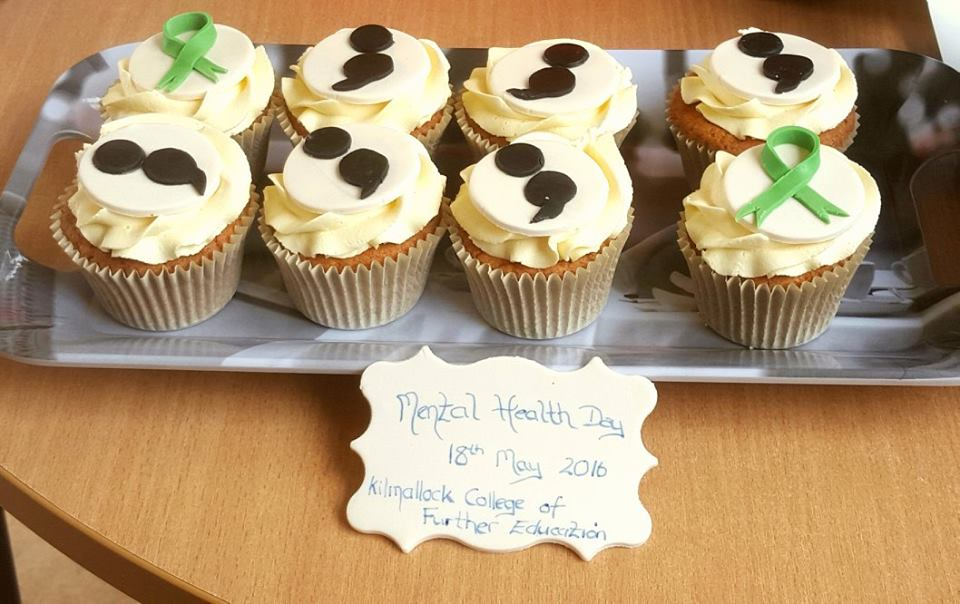 Mental Health Day
18th May 2016
Kilmallock College of
Further Education